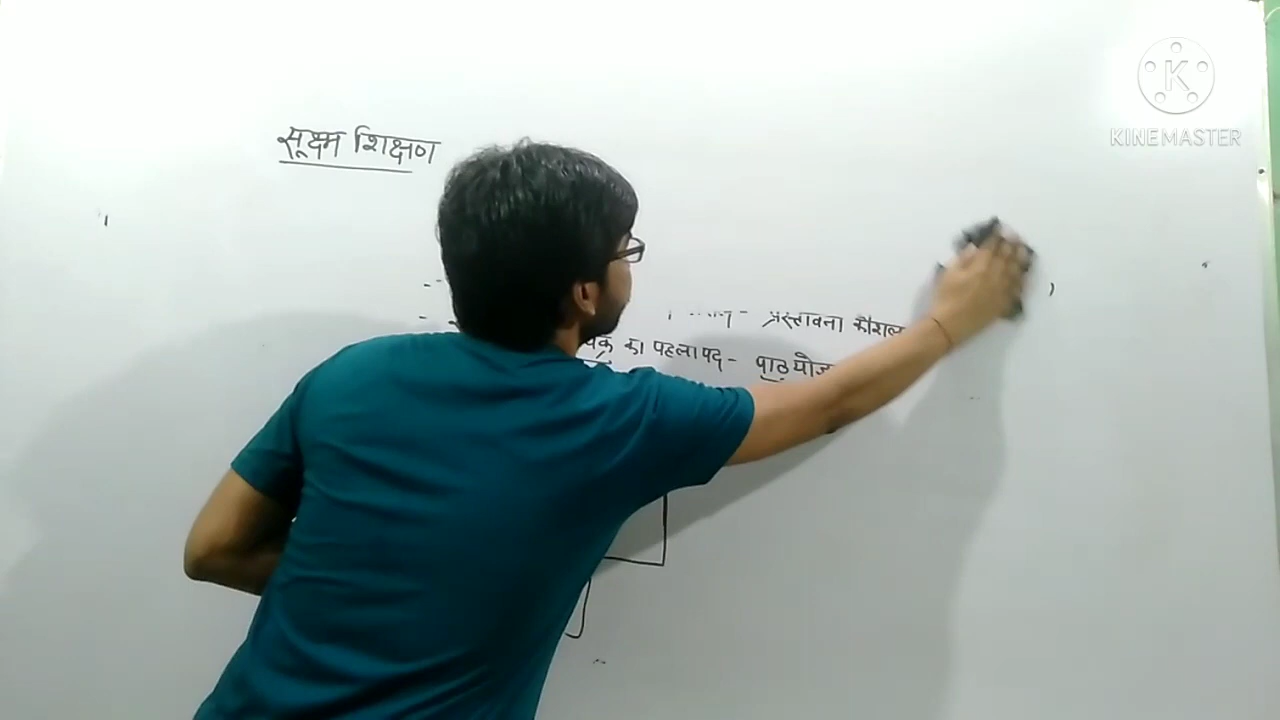 सूक्ष्म शिक्षण
KINEMASTER
- प्रस्तावना कौशल
का पहला पद - पाठ योज